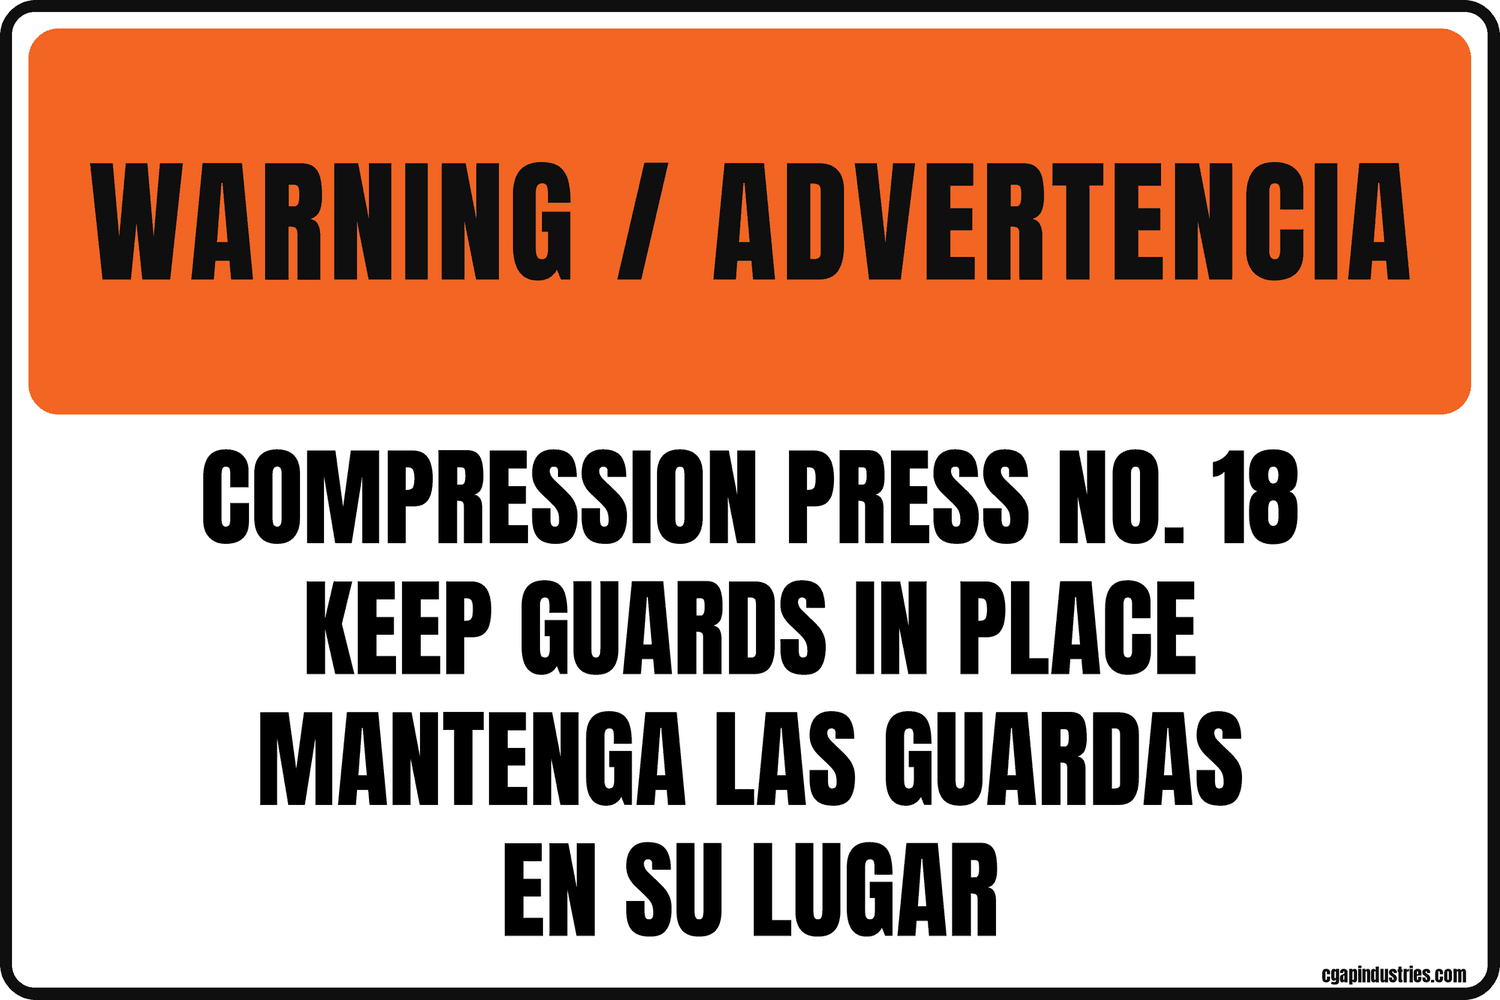 WARNING / ADVERTENCIA
COMPRESSION PRESS NO. 18
KEEP GUARDS IN PLACE
MANTENGA LAS GUARDAS
EN SU LUGAR
cgapindustries.com